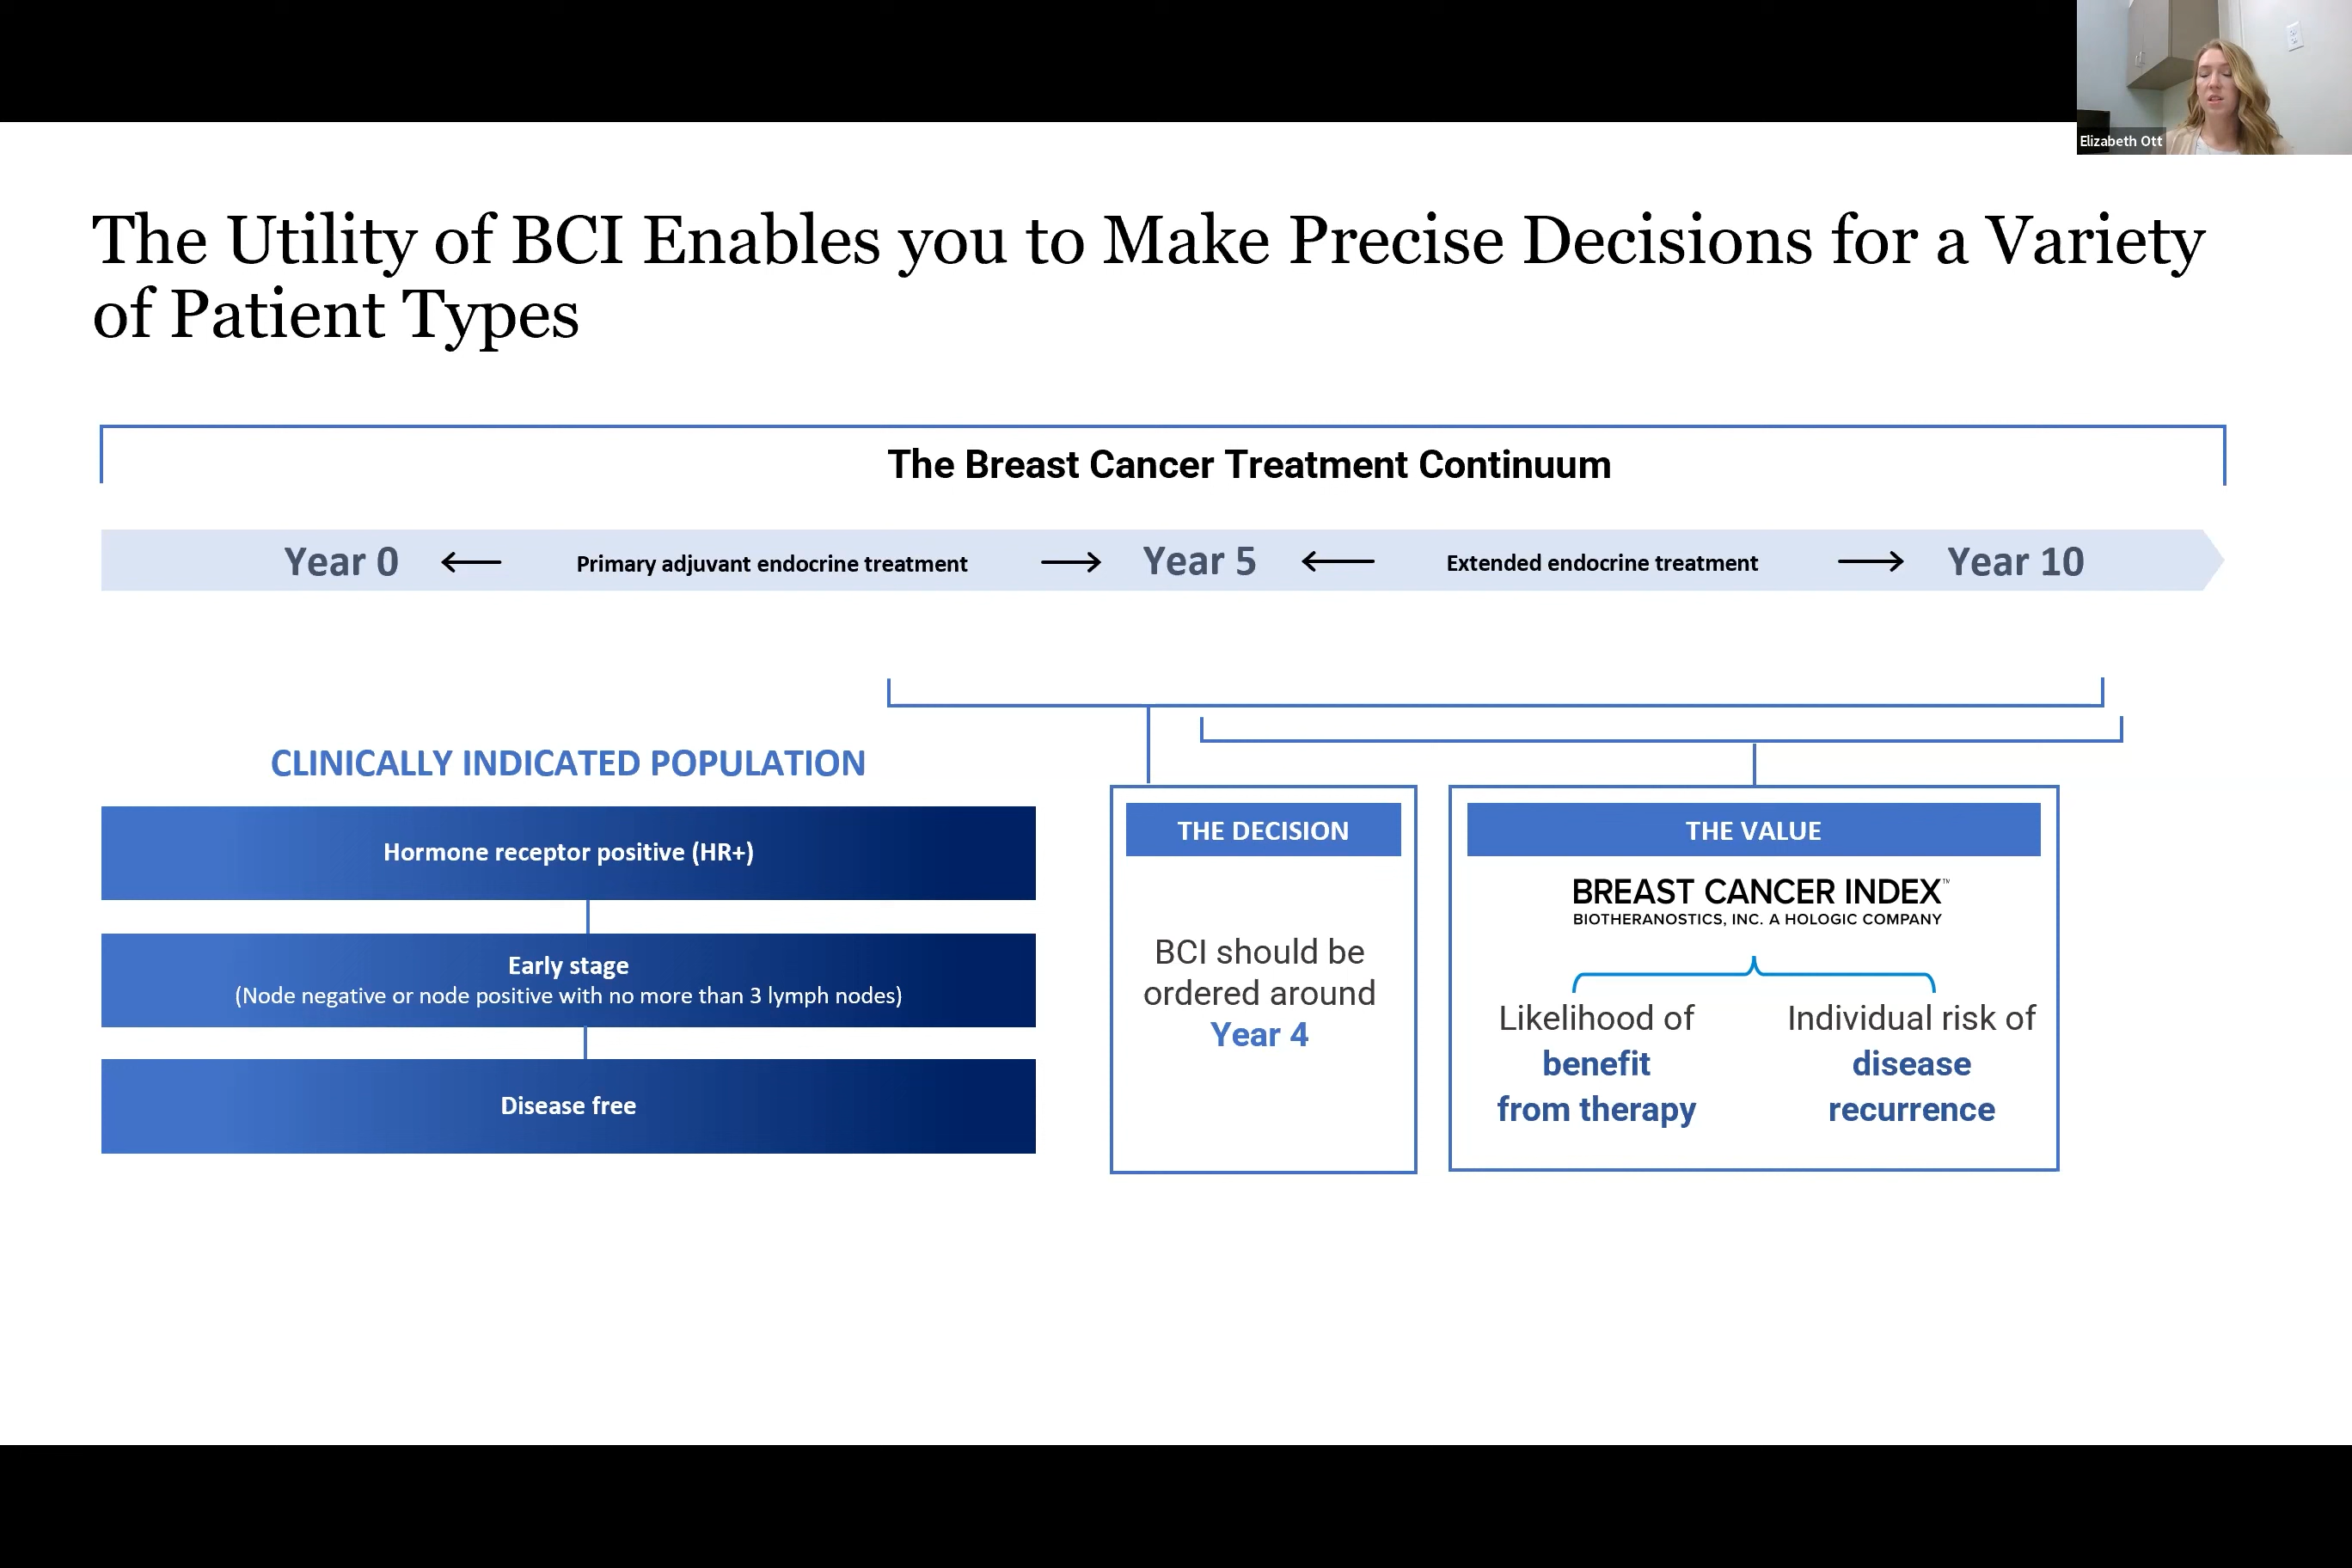 Elizabeth Ott
The Utility of BCI Enables you to Make Precise Decisions for a Variety
of Patient Types
The Breast Cancer Treatment Continuum
Year 0
Primary adjuvant endocrine treatment
Year 5
Extended endocrine treatment
Year 10
CLINICALLY INDICATED POPULATION
Hormone receptor positive (HR+)
Early stage
(Node negative or node positive with no more than 3 lymph nodes)
Disease free
THE DECISION
BCI should be
ordered around
Year 4
THE VALUE
BREAST CANCER INDEX™
BIOTHERANOSTICS, INC. A HOLOGIC COMPANY
Likelihood of
benefit
from therapy
Individual risk of
disease
recurrence